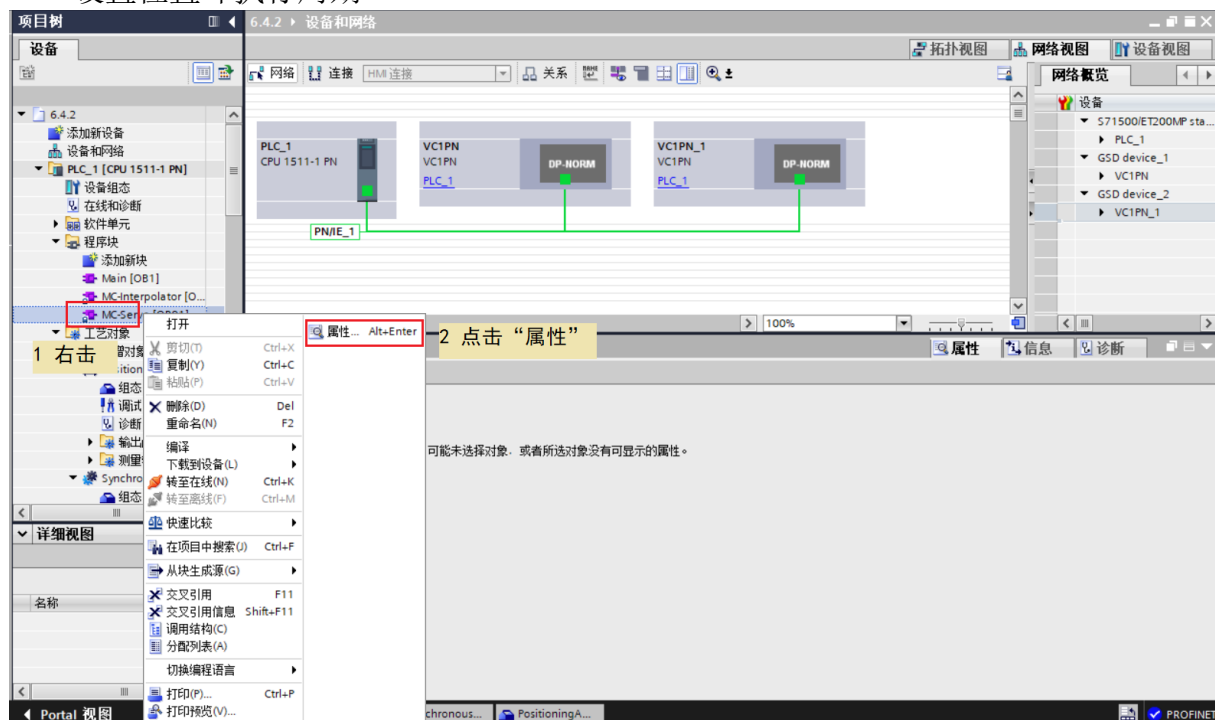 项目树
6.4.2 ▸ 设备和网络
设备
拓扑视图
网络视图
设备视图
网络
连接
HMI 连接
关系
网络概览
设备
S71500/ET200MP sta...
PLC_1
GSD device_1
VC1PN
GSD device_2
VC1PN_1
6.4.2
添加新设备
设备和网络
PLC_1 [CPU 1511-1 PN]
设备组态
在线和诊断
软件单元
程序块
添加新块
Main [OB1]
MC-Interpolator [O...
MC-Servo [OB91]
工艺对象
PLC_1
CPU 1511-1 PN
VC1PN
VC1PN
PLC_1
DP-NORM
VC1PN_1
VC1PN
PLC_1
DP-NORM
PN/IE_1
100%
1 右击
组态
调试
诊断
输出
测量
Synchro
组态
详细视图
名称
打开
剪切(T) Ctrl+X
复制(Y) Ctrl+C
粘贴(P) Ctrl+V
删除(D) Del
重命名(N) F2
编译
下载到设备(L)
转至在线(N) Ctrl+K
转至离线(F) Ctrl+M
快速比较
在项目中搜索(J) Ctrl+F
从块生成源(G)
交叉引用 F11
交叉引用信息 Shift+F11
调用结构(C)
分配列表(A)
切换编程语言
打印(P)... Ctrl+P
打印预览(V)...
属性... Alt+Enter
2 点击“属性”
属性
信息
诊断
可能未选择对象，或者所选对象没有可显示的属性。
Portal 视图
chronous...
PositioningA...
PROFINET